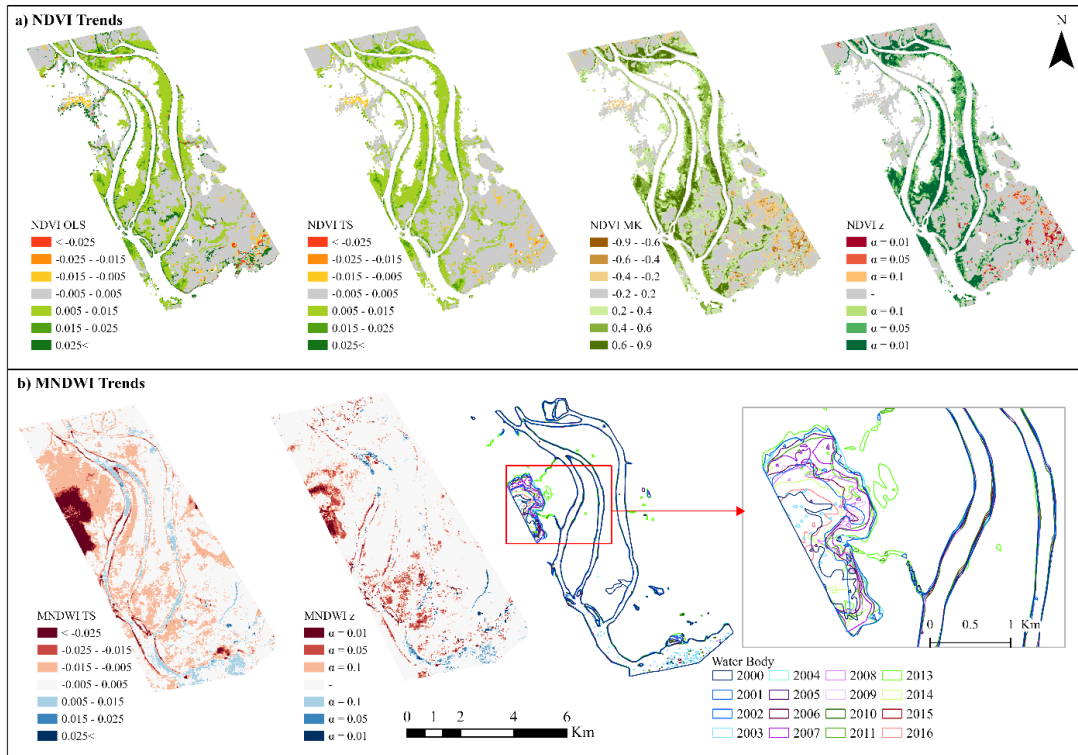 a) NDVI Trends
N
NDVI OLS
< -0.025
-0.025 - -0.015
-0.015 - -0.005
-0.005 - 0.005
0.005 - 0.015
0.015 - 0.025
0.025<
NDVI TS
< -0.025
-0.025 - -0.015
-0.015 - -0.005
-0.005 - 0.005
0.005 - 0.015
0.015 - 0.025
0.025<
NDVI MK
-0.9 - -0.6
-0.6 - -0.4
-0.4 - -0.2
-0.2 - 0.2
0.2 - 0.4
0.4 - 0.6
0.6 - 0.9
NDVI z
α = 0.01
α = 0.05
α = 0.1
-
α = 0.1
α = 0.05
α = 0.01
b) MNDWI Trends
MNDWI TS
< -0.025
-0.025 - -0.015
-0.015 - -0.005
-0.005 - 0.005
0.005 - 0.015
0.015 - 0.025
0.025<
MNDWI z
α = 0.01
α = 0.05
α = 0.1
-
α = 0.1
α = 0.05
α = 0.01
0 1 2 4 6
Km
0 0.5 1
Km
Water Body
2000 2004 2008 2013
2001 2005 2009 2014
2002 2006 2010 2015
2003 2007 2011 2016